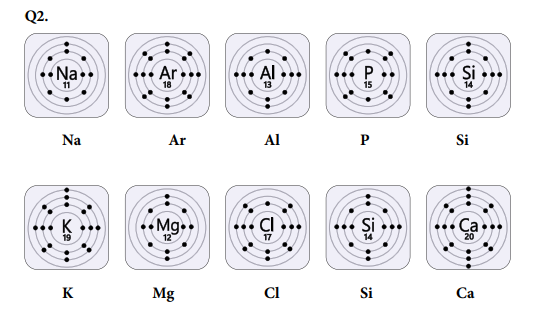 Q2.
Na Ar Al P Si
11 18 13 15 14
Na Ar Al P Si
K Mg Cl Si Ca
19 12 17 14 20
K Mg Cl Si Ca